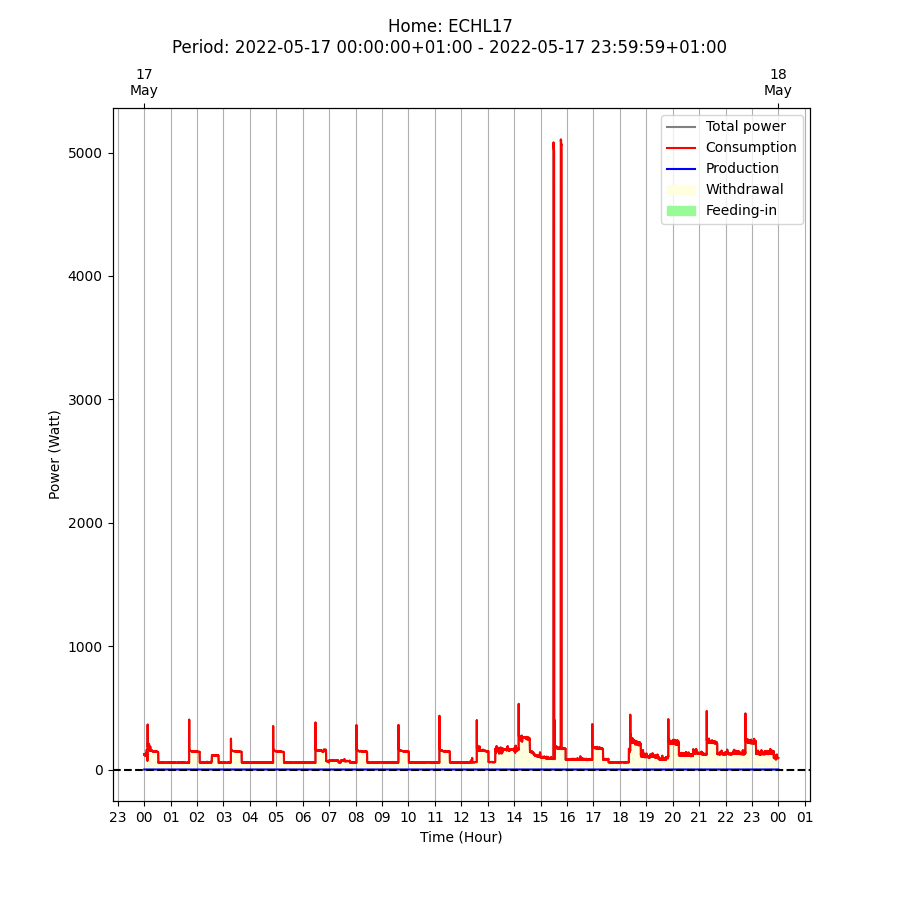 Home: ECHL17
Period: 2022-05-17 00:00:00+01:00 - 2022-05-17 23:59:59+01:00
17 18
May May
Total power
Consumption
Production
Withdrawal
Feeding-in
5000
4000
3000
2000
1000
0
Power (Watt)
23 00 01 02 03 04 05 06 07 08 09 10 11 12 13 14 15 16 17 18 19 20 21 22 23 00 01
Time (Hour)